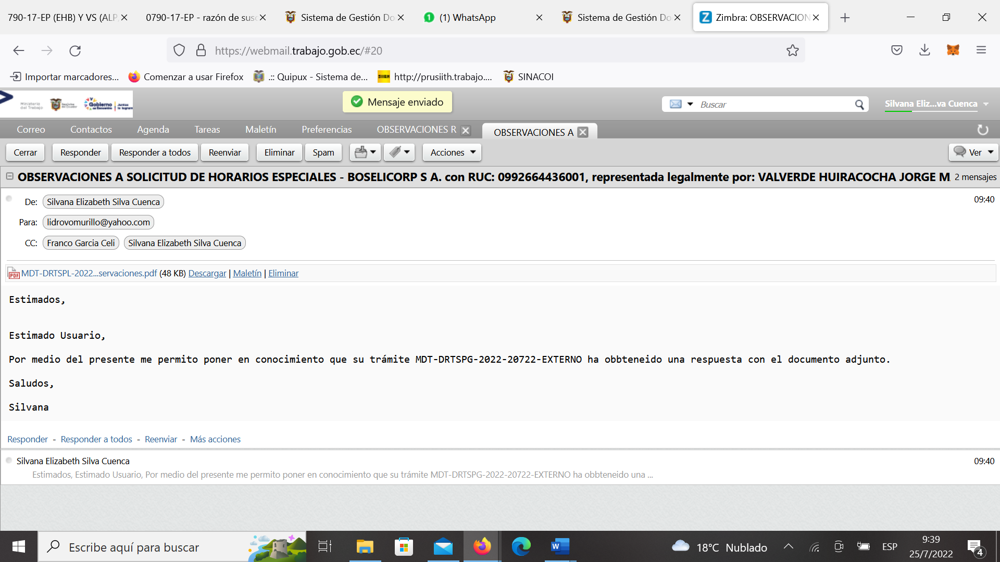 790-17-EP (EHB) Y VS (ALP,
0790-17-EP - razón de susc
Sistema de Gestión Do
(1) WhatsApp
Sistema de Gestión Do
Zimbra: OBSERVACION
https://webmail.trabajo.gob.ec/#20
Importar marcadores...
Comenzar a usar Firefox
.:: Quipux - Sistema de...
http://prusiith.trabajo....
SINACOI
Ministerio del Trabajo
Gobierno
Juntos lo logramos
Mensaje enviado
Buscar
Silvana Eliz...va Cuenca
Correo Contactos Agenda Tareas Maletín Preferencias OBSERVACIONES R OBSERVACIONES A
Cerrar Responder Responder a todos Reenviar Eliminar Spam Acciones Ver
OBSERVACIONES A SOLICITUD DE HORARIOS ESPECIALES - BOSELICORP S A. con RUC: 0992664436001, representada legalmente por: VALVERDE HUIRACOCHA JORGE M. 2 mensajes
De: Silvana Elizabeth Silva Cuenca 09:40
Para: lidrovomurillo@yahoo.com
CC: Franco Garcia Celi Silvana Elizabeth Silva Cuenca
PDF MDT-DRTSPL-2022...servaciones.pdf (48 KB) Descargar | Maletín | Eliminar
Estimados,
Estimado Usuario,
Por medio del presente me permito poner en conocimiento que su trámite MDT-DRTSPG-2022-20722-EXTERNO ha obbteneido una respuesta con el documento adjunto.
Saludos,
Silvana
Responder - Responder a todos - Reenviar - Más acciones
Silvana Elizabeth Silva Cuenca 09:40
Estimados, Estimado Usuario, Por medio del presente me permito poner en conocimiento que su trámite MDT-DRTSPG-2022-20722-EXTERNO ha obbteneido una ...
Escribe aquí para buscar
18°C Nublado
ESP
9:39
25/7/2022
4